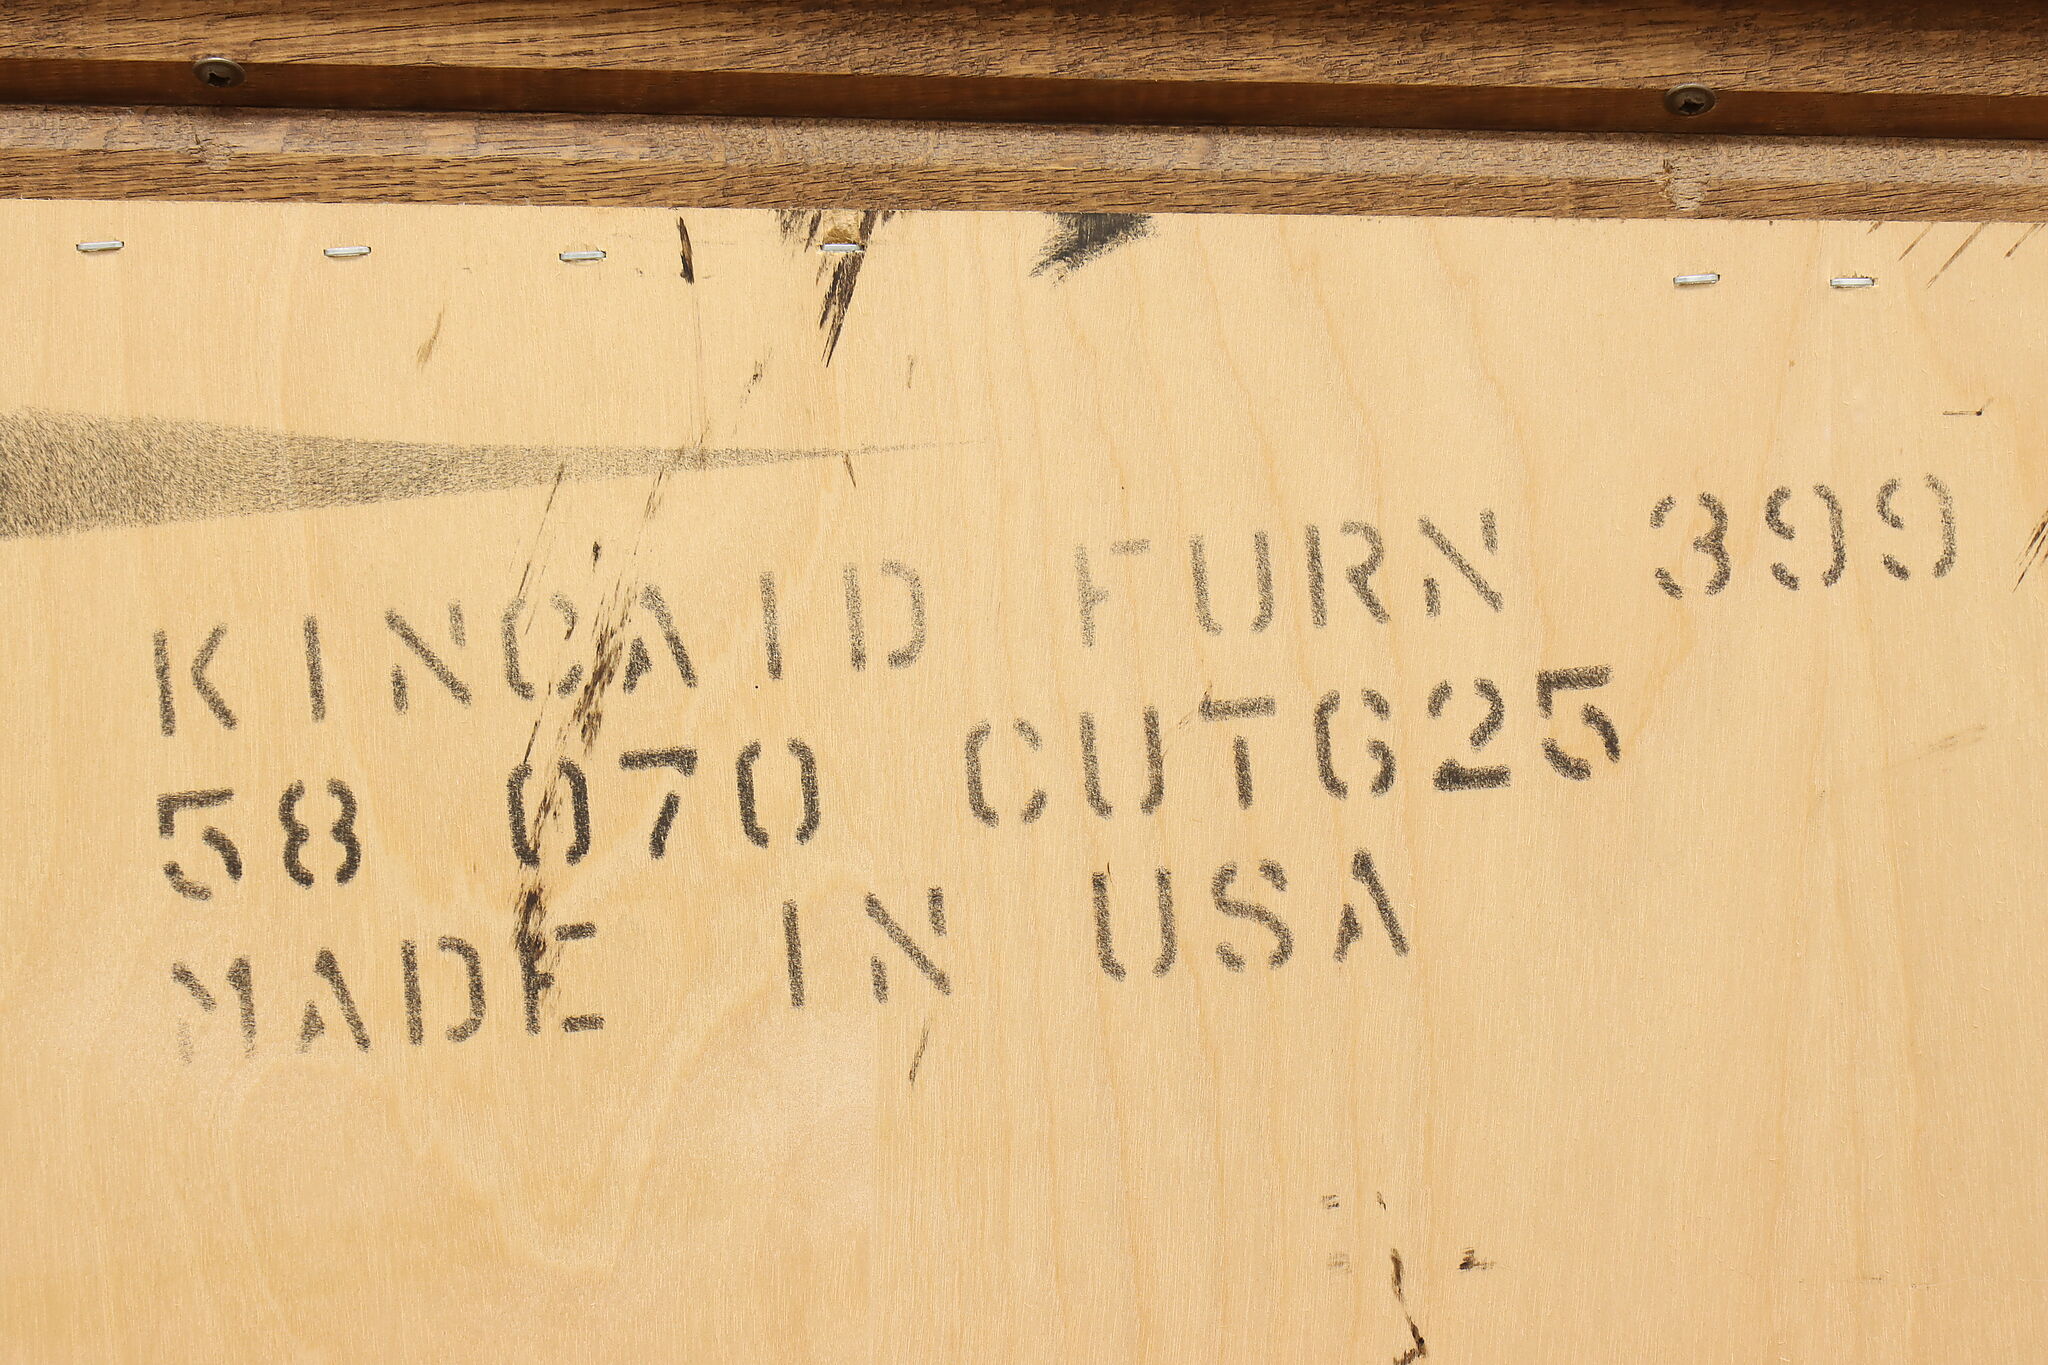 KINCAID FURN 399
58 070 CUT625
MADE IN USA